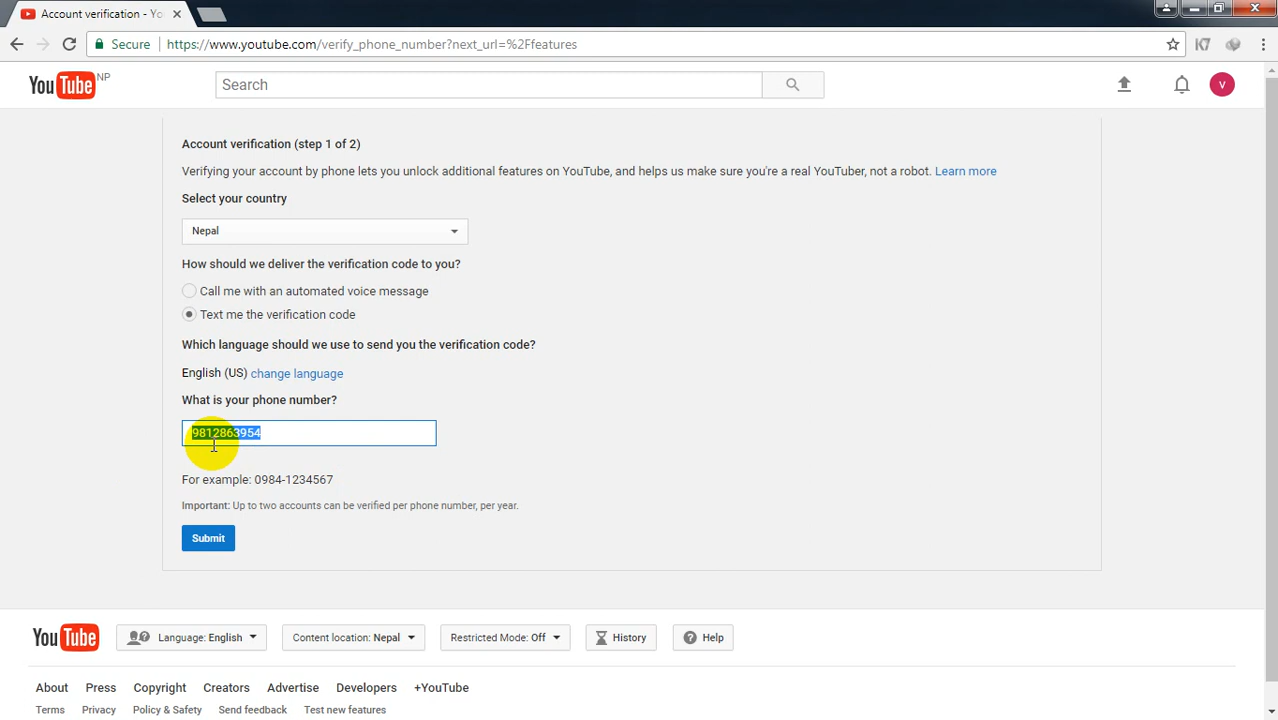 Account verification - Yo
Secure https://www.youtube.com/verify_phone_number?next_url=%2Ffeatures
K7
YouTube NP
Search
V
Account verification (step 1 of 2)
Verifying your account by phone lets you unlock additional features on YouTube, and helps us make sure you're a real YouTuber, not a robot. Learn more
Select your country
Nepal
How should we deliver the verification code to you?
Call me with an automated voice message
Text me the verification code
Which language should we use to send you the verification code?
English (US) change language
What is your phone number?
9812863954
For example: 0984-1234567
Important: Up to two accounts can be verified per phone number, per year.
Submit
YouTube Language: English Content location: Nepal Restricted Mode: Off History Help
About Press Copyright Creators Advertise Developers +YouTube
Terms Privacy Policy & Safety Send feedback Test new features